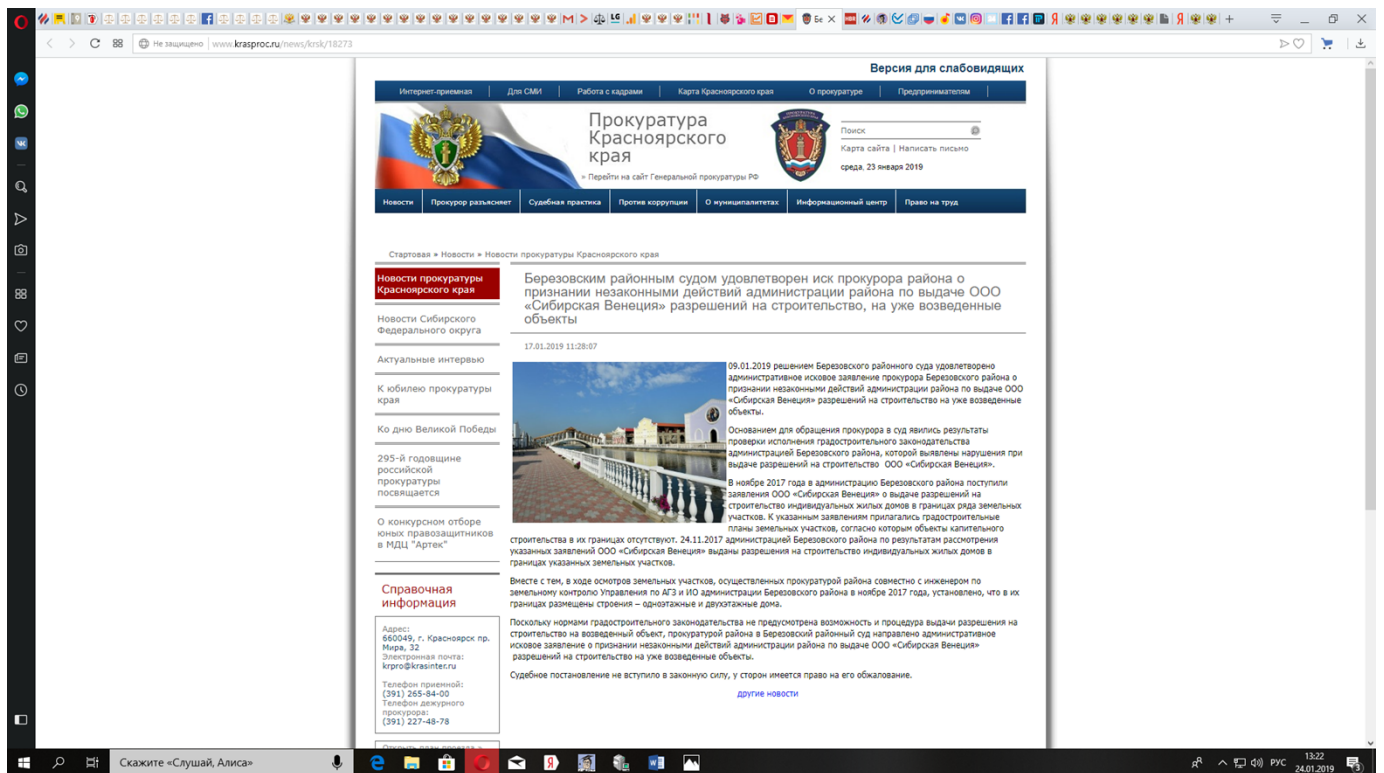 Бе
Не защищено www.krasproc.ru/news/krsk/18273
Версия для слабовидящих
Интернет-приемная Для СМИ Работа с кадрами Карта Красноярского края О прокуратуре Предпринимателям
Прокуратура
Красноярского
края
» Перейти на сайт Генеральной прокуратуры РФ
Поиск
Карта сайта | Написать письмо
среда, 23 января 2019
Новости Прокурор разъясняет Судебная практика Против коррупции О муниципалитетах Информационный центр Право на труд
Стартовая » Новости » Новости прокуратуры Красноярского края
Новости прокуратуры
Красноярского края
Новости Сибирского
Федерального округа
Актуальные интервью
К юбилею прокуратуры
края
Ко дню Великой Победы
295-й годовщине
российской
прокуратуры
посвящается
О конкурсном отборе
юных правозащитников
в МДЦ "Артек"
Справочная
информация
Адрес:
660049, г. Красноярск пр.
Мира, 32
Электронная почта:
krpro@krasinter.ru
Телефон приемной:
(391) 265-84-00
Телефон дежурного
прокурора:
(391) 227-48-78
Открыть план проезда »
Березовским районным судом удовлетворен иск прокурора района о
признании незаконными действий администрации района по выдаче ООО
«Сибирская Венеция» разрешений на строительство, на уже возведенные
объекты
17.01.2019 11:28:07
09.01.2019 решением Березовского районного суда удовлетворено
административное исковое заявление прокурора Березовского района о
признании незаконными действий администрации района по выдаче ООО
«Сибирская Венеция» разрешений на строительство на уже возведенные
объекты.
Основанием для обращения прокурора в суд явились результаты
проверки исполнения градостроительного законодательства
администрацией Березовского района, которой выявлены нарушения при
выдаче разрешений на строительство ООО «Сибирская Венеция».
В ноябре 2017 года в администрацию Березовского района поступили
заявления ООО «Сибирская Венеция» о выдаче разрешений на
строительство индивидуальных жилых домов в границах ряда земельных
участков. К указанным заявлениям прилагались градостроительные
планы земельных участков, согласно которым объекты капитального
строительства в их границах отсутствуют. 24.11.2017 администрацией Березовского района по результатам рассмотрения
указанных заявлений ООО «Сибирская Венеция» выданы разрешения на строительство индивидуальных жилых домов в
границах указанных земельных участков.
Вместе с тем, в ходе осмотров земельных участков, осуществленных прокуратурой района совместно с инженером по
земельному контролю Управления по АГЗ и ИО администрации Березовского района в ноябре 2017 года, установлено, что в их
границах размещены строения – одноэтажные и двухэтажные дома.
Поскольку нормами градостроительного законодательства не предусмотрена возможность и процедура выдачи разрешения на
строительство на возведенный объект, прокуратурой района в Березовский районный суд направлено административное
исковое заявление о признании незаконными действий администрации района по выдаче ООО «Сибирская Венеция»
разрешений на строительство на уже возведенные объекты.
Судебное постановление не вступило в законную силу, у сторон имеется право на его обжалование.
другие новости
Скажите «Слушай, Алиса»
РУС
13:22
24.01.2019